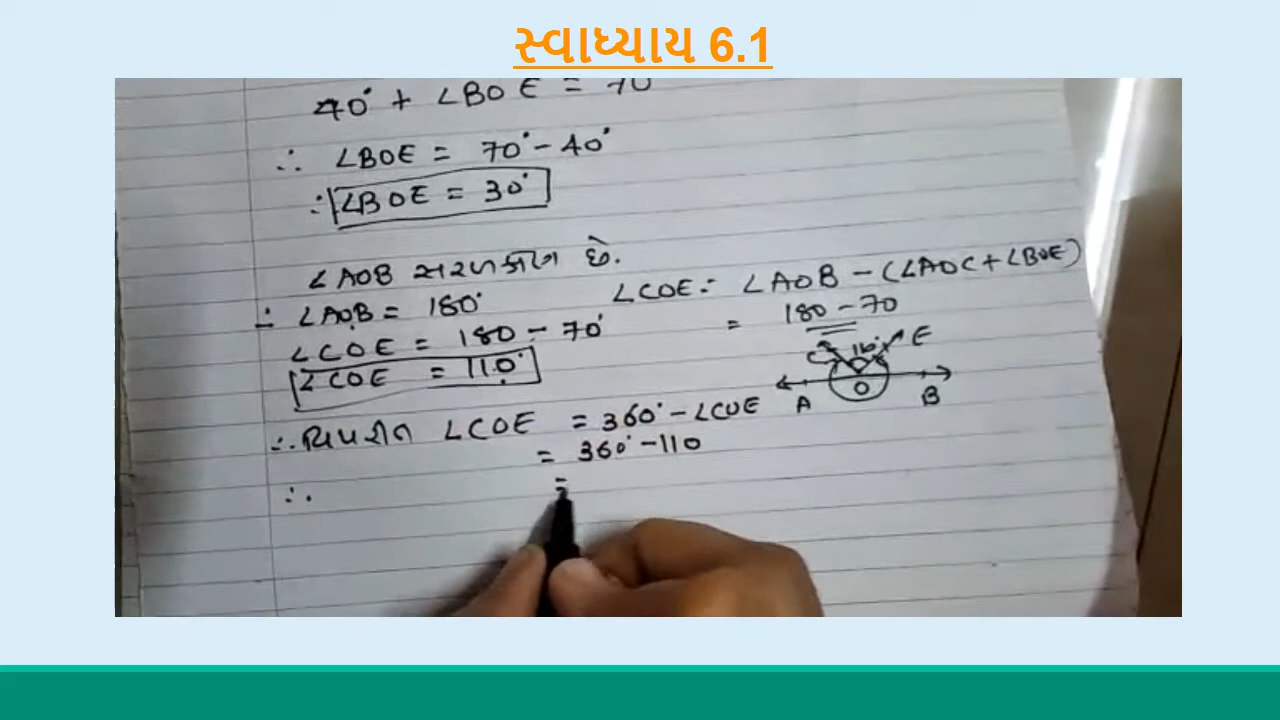 સ્વાધ્યાય 6.1
40° + ∠BOE = 70
∴ ∠BOE = 70° - 40°
∴ ∠BOE = 30°
∠AOB સરળકોણ છે.
∴ ∠AOB = 180°
∠COE = 180 - 70°
∠COE = 110°
∠COE = ∠AOB - (∠AOC + ∠BOE)
= 180 - 70
C E
A O B
∴ વિપરીત ∠COE = 360° - ∠COE
= 360° - 110
∴ =